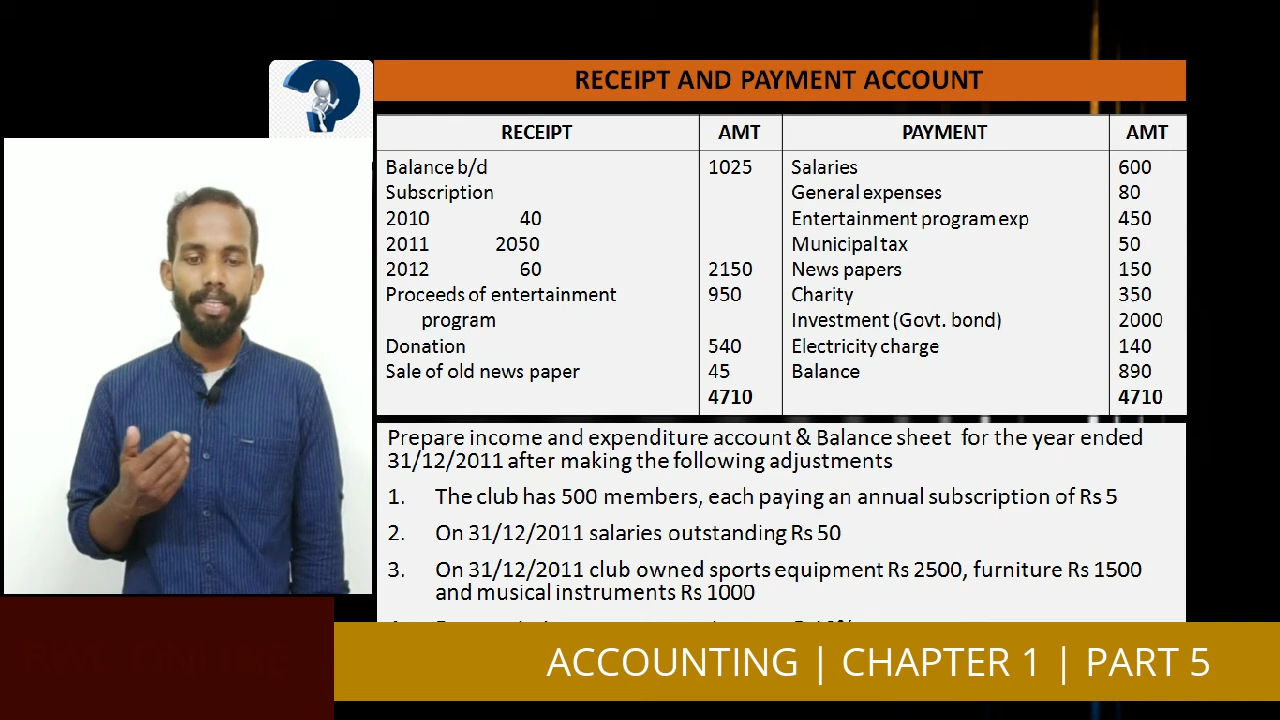 RECEIPT AND PAYMENT ACCOUNT
RECEIPT AMT PAYMENT AMT
Balance b/d 1025 Salaries 600
Subscription General expenses 80
2010 40 Entertainment program exp 450
2011 2050 Municipal tax 50
2012 60 2150 News papers 150
Proceeds of entertainment 950 Charity 350
program Investment (Govt. bond) 2000
Donation 540 Electricity charge 140
Sale of old news paper 45 Balance 890
4710 4710
Prepare income and expenditure account & Balance sheet for the year ended
31/12/2011 after making the following adjustments
1. The club has 500 members, each paying an annual subscription of Rs 5
2. On 31/12/2011 salaries outstanding Rs 50
3. On 31/12/2011 club owned sports equipment Rs 2500, furniture Rs 1500
and musical instruments Rs 1000
ACCOUNTING | CHAPTER 1 | PART 5